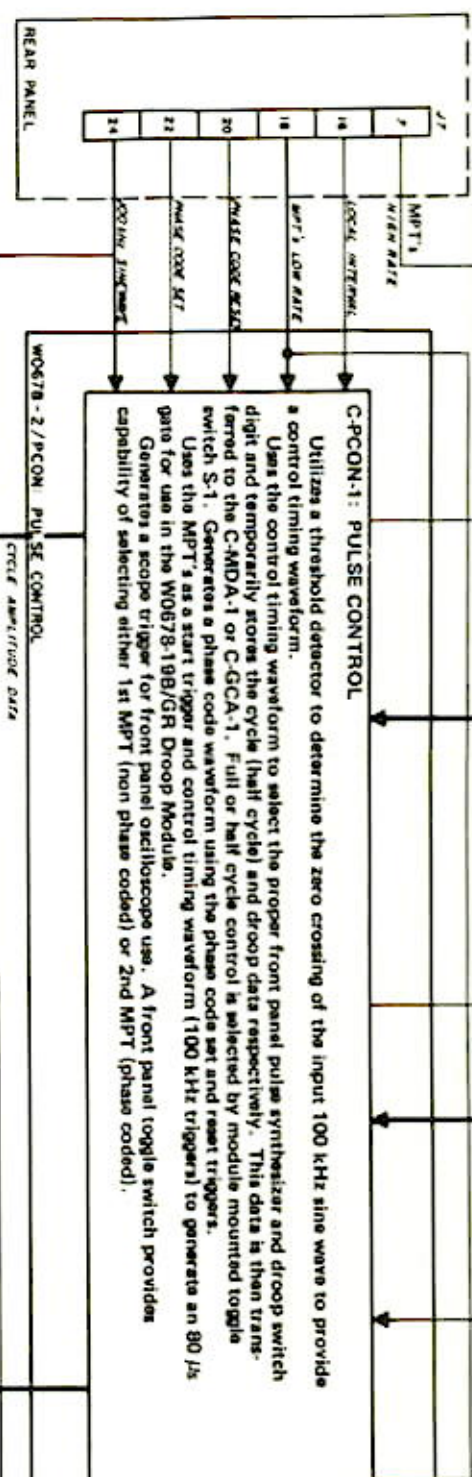 J7
7
16
18
20
22
24
REAR PANEL
MPT's
HIGH RATE
LOCAL INTERVAL
MPT's LOW RATE
PHASE CODE RESET
PHASE CODE SET
100 kHz SINEWAVE
C-PCON-1: PULSE CONTROL
Utilizes a threshold detector to determine the zero crossing of the input 100 kHz sine wave to provide
a control timing waveform.
Uses the control timing waveform to select the proper front panel pulse synthesizer and droop switch
digit and temporarily stores the cycle (half cycle) and droop data respectively. This data is then trans-
ferred to the C-MDA-1 or C-GCA-1. Full or half cycle control is selected by module mounted toggle
switch S-1. Generates a phase code waveform using the phase code set and reset triggers.
Uses the MPT's as a start trigger and control timing waveform (100 kHz triggers) to generate an 80 μs
gate for use in the W0678-19B/GR Droop Module.
Generates a scope trigger for front panel oscilloscope use. A front panel toggle switch provides
capability of selecting either 1st MPT (non phase coded) or 2nd MPT (phase coded).
W0678-2/PCON: PULSE CONTROL
CYCLE AMPLITUDE DATA